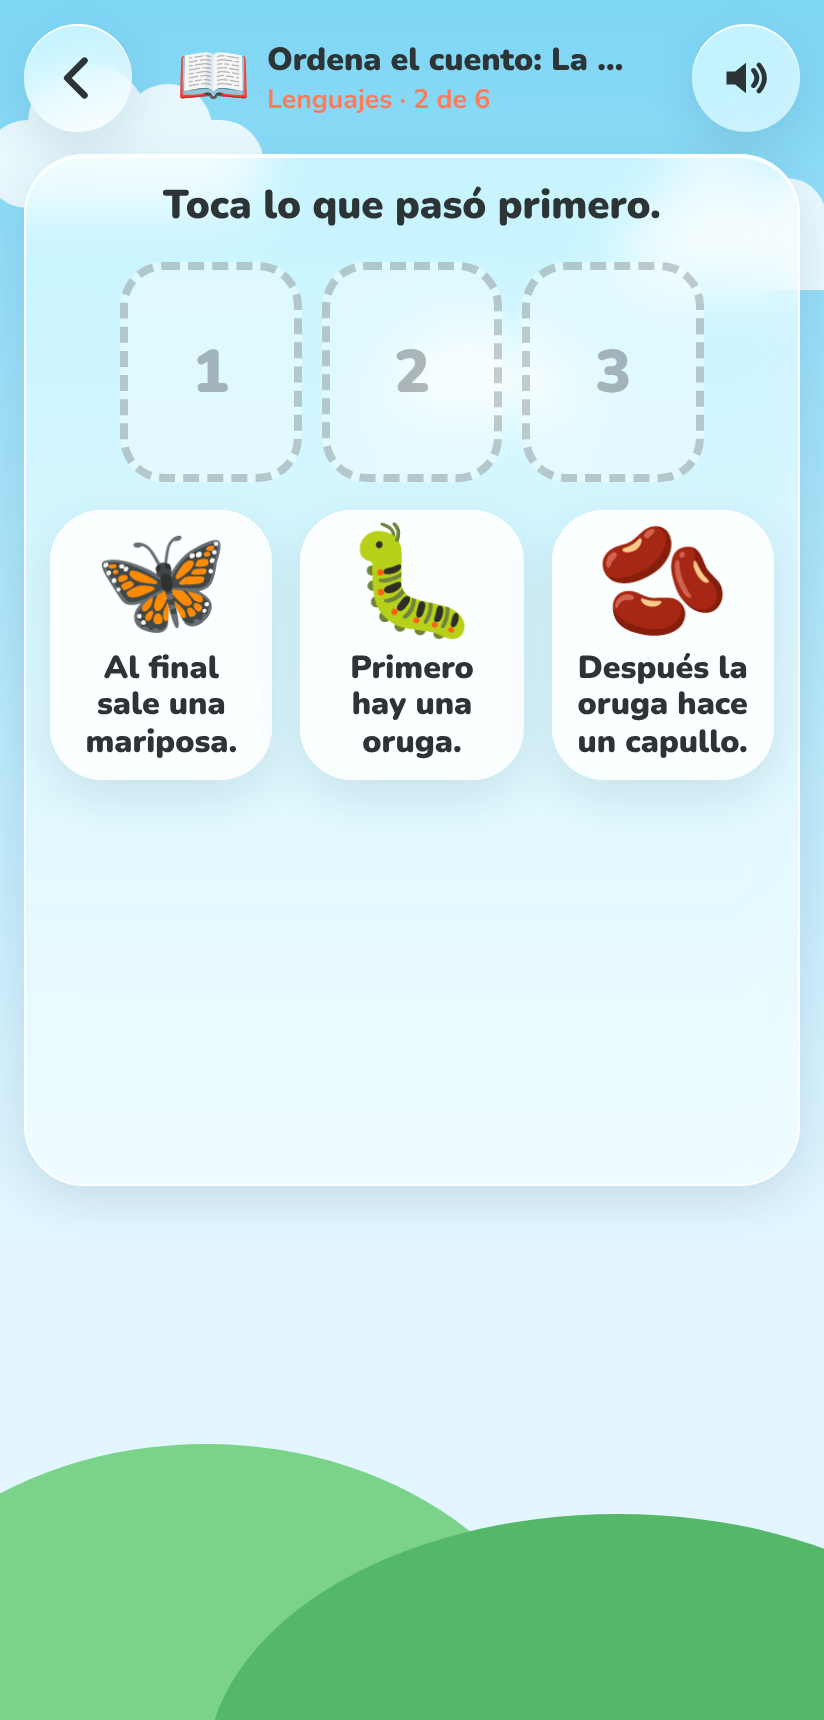 Ordena el cuento: La ...
Lenguajes · 2 de 6
Toca lo que pasó primero.
1
2
3
Al final
sale una
mariposa.
Primero
hay una
oruga.
Después la
oruga hace
un capullo.